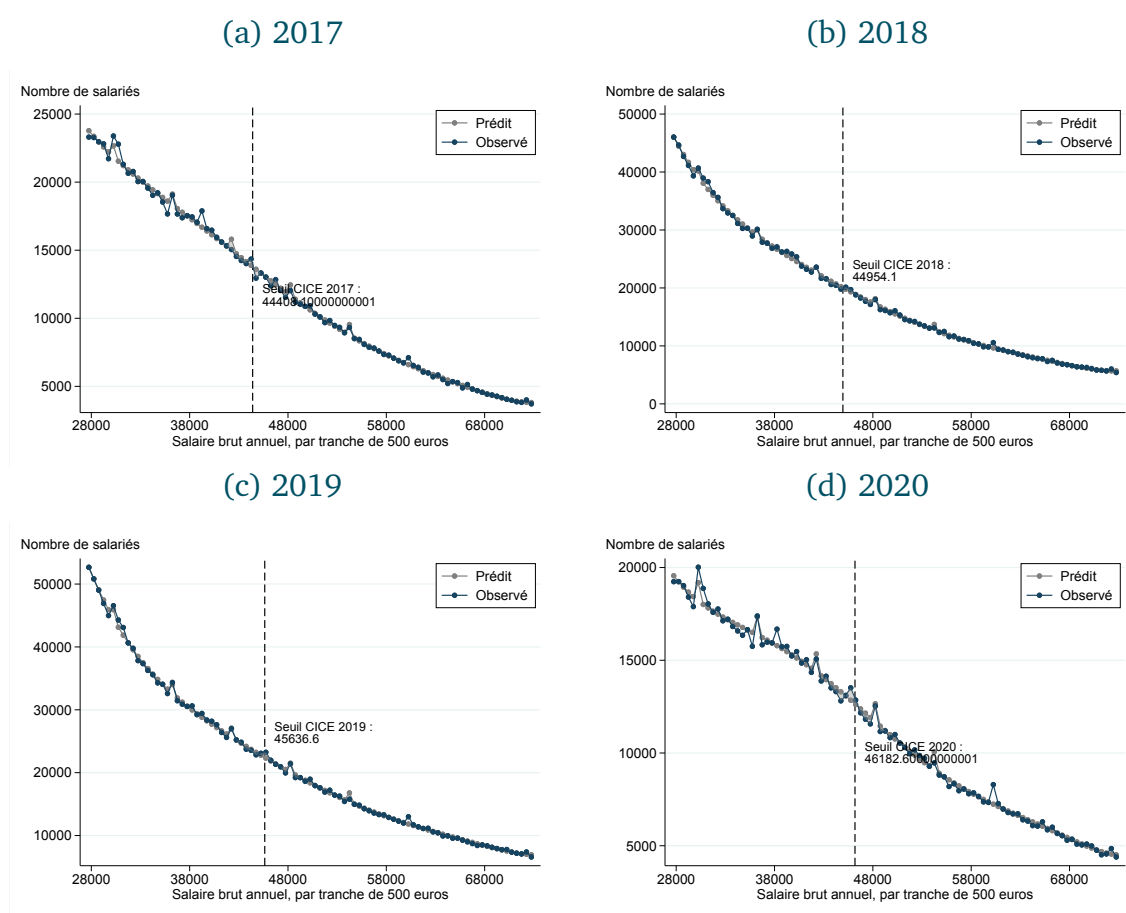 (a) 2017
Nombre de salariés
25000
20000
15000
10000
5000
Prédit
Observé
Seuil CICE 2017 :
44408.10000000001
28000 38000 48000 58000 68000
Salaire brut annuel, par tranche de 500 euros
(b) 2018
Nombre de salariés
50000
40000
30000
20000
10000
0
Prédit
Observé
Seuil CICE 2018 :
44954.1
28000 38000 48000 58000 68000
Salaire brut annuel, par tranche de 500 euros
(c) 2019
Nombre de salariés
50000
40000
30000
20000
10000
Prédit
Observé
Seuil CICE 2019 :
45636.6
28000 38000 48000 58000 68000
Salaire brut annuel, par tranche de 500 euros
(d) 2020
Nombre de salariés
20000
15000
10000
5000
Prédit
Observé
Seuil CICE 2020 :
46182.60000000001
28000 38000 48000 58000 68000
Salaire brut annuel, par tranche de 500 euros